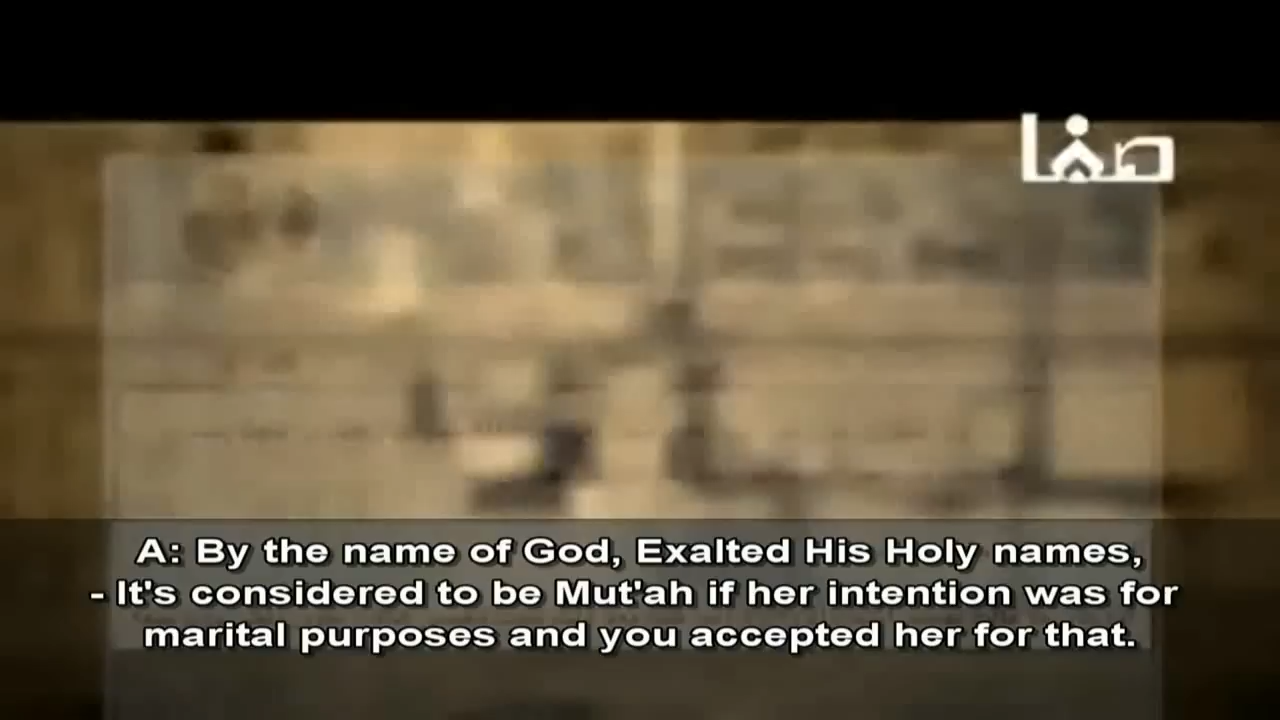 صفا
A: By the name of God, Exalted His Holy names,
- It's considered to be Mut'ah if her intention was for
marital purposes and you accepted her for that.